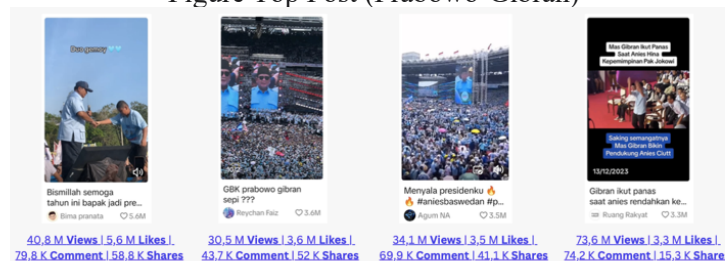 Figure Top Post (Prabowo-Gibran)
Duo gemoy
Bismillah semoga
tahun ini bapak jadi pre...
Bima pranata 5.6M
40,8 M Views | 5,6 M Likes |
79,8 K Comment | 58,8 K Shares
GBK prabowo gibran
sepi ???
Reychan Faiz 3.6M
30,5 M Views | 3,6 M Likes |
43,7 K Comment | 52 K Shares
Menyala presidenku 🔥
🔥 #aniesbaswedan #p...
Agum NA 3.5M
34,1 M Views | 3,5 M Likes |
69,9 K Comment | 41,1 K Shares
Mas Gibran Ikut Panas
Saat Anies Hina
Kepemimpinan Pak Jokowi
Saking semangatnya
Mas Gibran Bikin
Pendukung Anies Ciutt
13/12/2023
Gibran ikut panas
saat anies rendahkan ke...
Ruang Rakyat 3.3M
73,6 M Views | 3,3 M Likes |
74,2 K Comment | 15,3 K Share